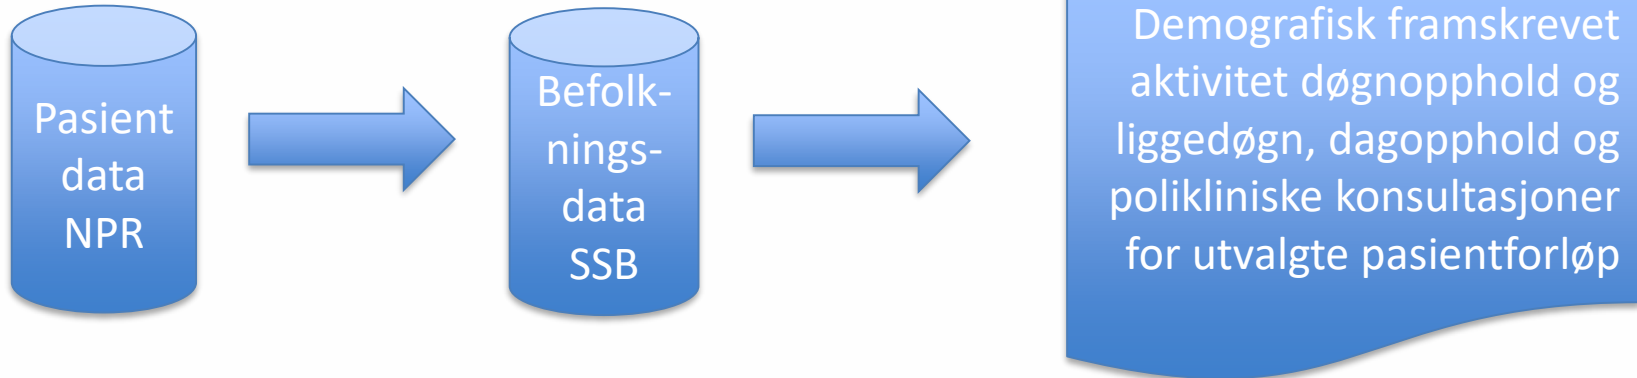 Pasient
data
NPR
Befolk-
nings-
data
SSB
Demografisk framskrevet
aktivitet døgnopphold og
liggedøgn, dagopphold og
polikliniske konsultasjoner
for utvalgte pasientforløp